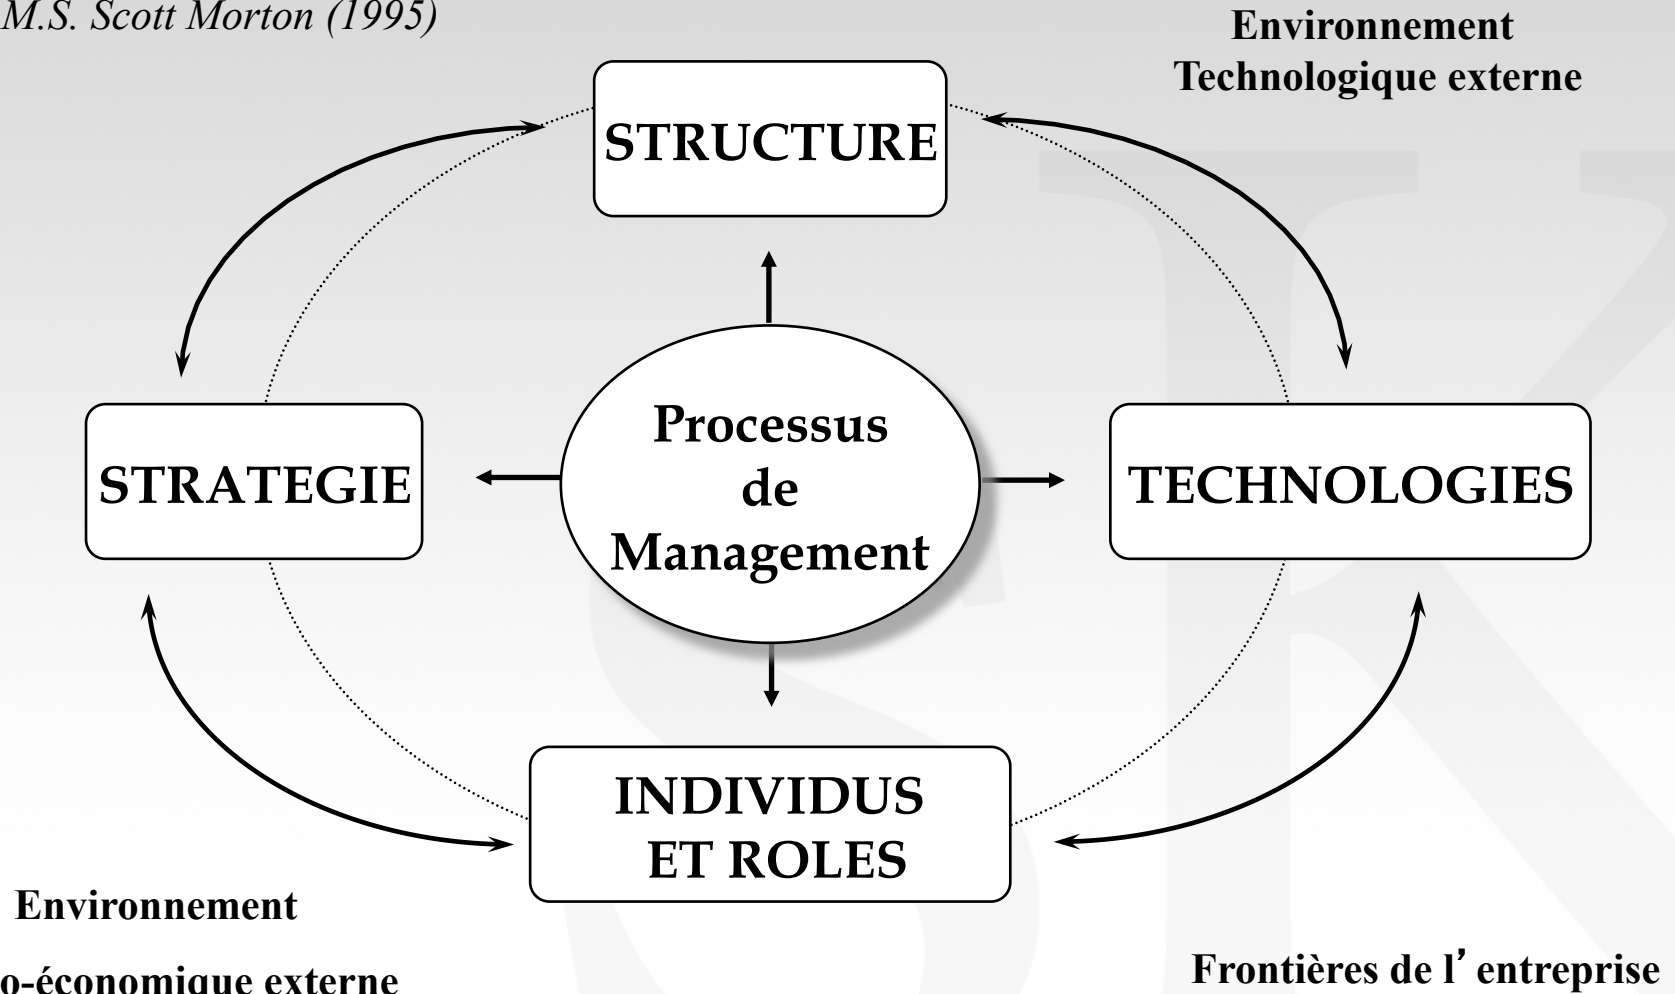 M.S. Scott Morton (1995)
Environnement
Technologique externe
STRUCTURE
STRATEGIE
Processus
de
Management
TECHNOLOGIES
INDIVIDUS
ET ROLES
Environnement
o-économique externe
Frontières de l’ entreprise